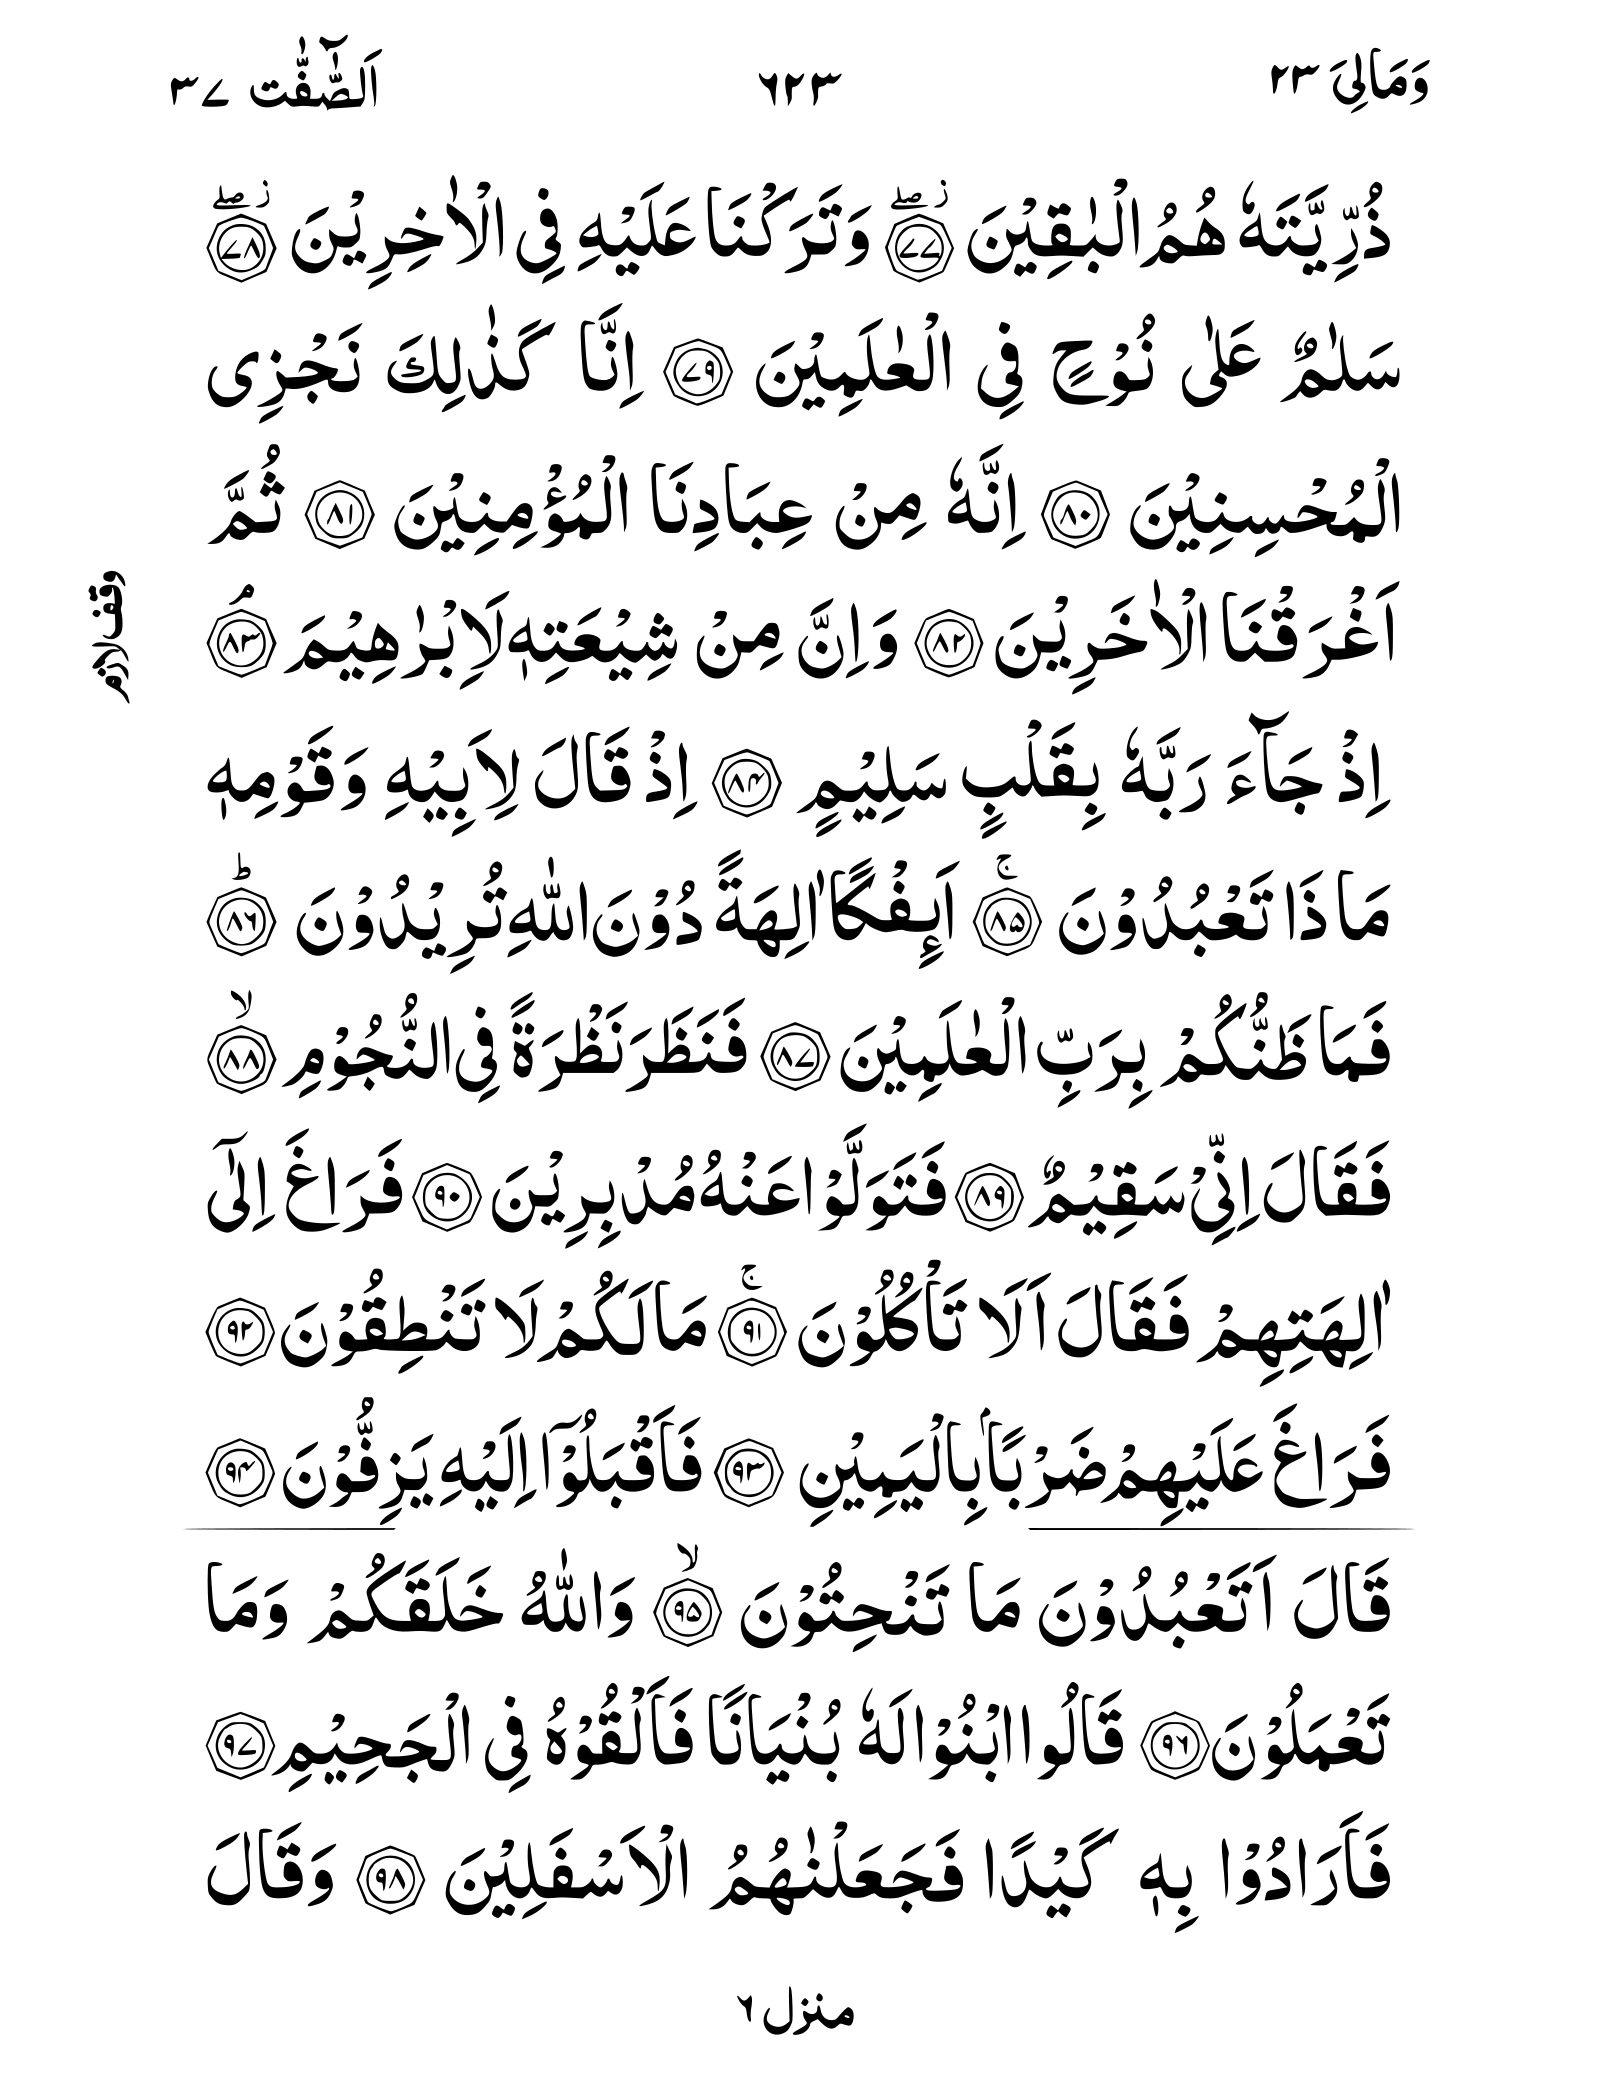 وَمَالِیَ ٢٣ ٦٢٣ اَلصّٰٓفّٰت ٣٧
ذُرِّيَّتَهٗ هُمُ الْبٰقِيْنَ ۝٧٧ ز صلے وَتَرَكْنَا عَلَيْهِ فِى الْاٰخِرِيْنَ ۝٧٨ ز صلے
سَلٰمٌ عَلٰى نُوْحٍ فِى الْعٰلَمِيْنَ ۝٧٩ اِنَّا كَذٰلِكَ نَجْزِى
الْمُحْسِنِيْنَ ۝٨٠ اِنَّهٗ مِنْ عِبَادِنَا الْمُؤْمِنِيْنَ ۝٨١ ثُمَّ
اَغْرَقْنَا الْاٰخَرِيْنَ ۝٨٢ وَاِنَّ مِنْ شِيْعَتِهٖ لَاِبْرٰهِيْمَ ۝٨٣ۘ
وقف لازم
اِذْ جَآءَ رَبَّهٗ بِقَلْبٍ سَلِيْمٍ ۝٨٤ اِذْ قَالَ لِاَبِيْهِ وَقَوْمِهٖ
مَاذَا تَعْبُدُوْنَ ۝٨٥ۚ اَئِفْكًا اٰلِهَةً دُوْنَ اللّٰهِ تُرِيْدُوْنَ ۝٨٦ؕ
فَمَا ظَنُّكُمْ بِرَبِّ الْعٰلَمِيْنَ ۝٨٧ فَنَظَرَ نَظْرَةً فِى النُّجُوْمِ ۝٨٨ۙ
فَقَالَ اِنِّىْ سَقِيْمٌ ۝٨٩ فَتَوَلَّوْا عَنْهُ مُدْبِرِيْنَ ۝٩٠ فَرَاغَ اِلٰٓى
اٰلِهَتِهِمْ فَقَالَ اَلَا تَاْكُلُوْنَ ۝٩١ۚ مَا لَكُمْ لَا تَنْطِقُوْنَ ۝٩٢
فَرَاغَ عَلَيْهِمْ ضَرْبًاۢ بِالْيَمِيْنِ ۝٩٣ فَاَقْبَلُوْٓا اِلَيْهِ يَزِفُّوْنَ ۝٩٤
قَالَ اَتَعْبُدُوْنَ مَا تَنْحِتُوْنَ ۝٩٥ۙ وَاللّٰهُ خَلَقَكُمْ وَمَا
تَعْمَلُوْنَ ۝٩٦ قَالُوا ابْنُوْا لَهٗ بُنْيَانًا فَاَلْقُوْهُ فِى الْجَحِيْمِ ۝٩٧
فَاَرَادُوْا بِهٖ كَيْدًا فَجَعَلْنٰهُمُ الْاَسْفَلِيْنَ ۝٩٨ وَقَالَ
منزل ٦